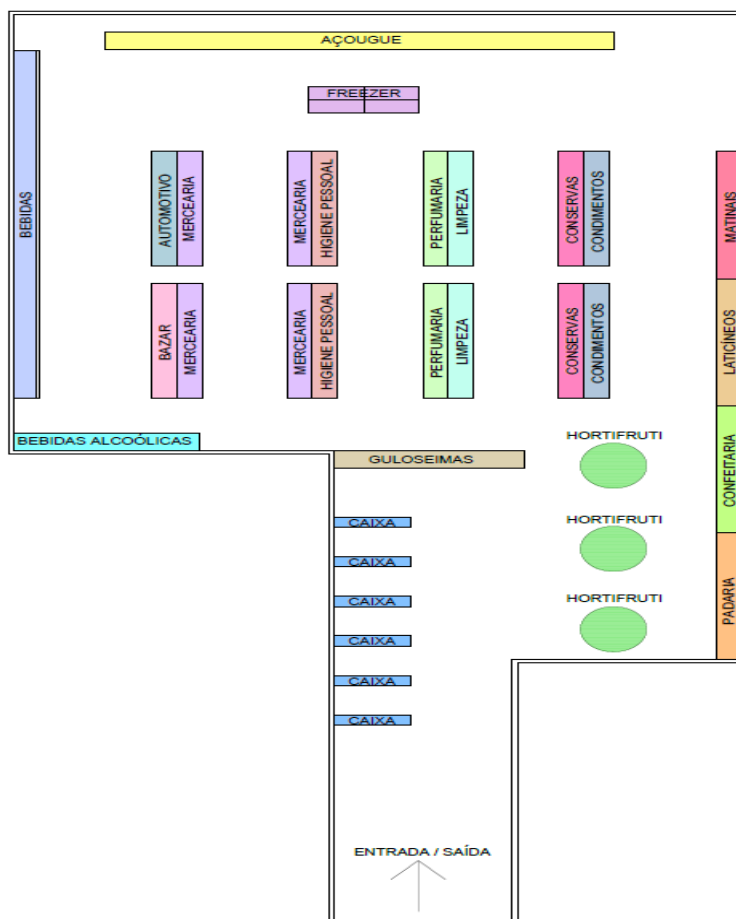 AÇOUGUE
FREEZER
BEBIDAS
AUTOMOTIVO
MERCEARIA
MERCEARIA
HIGIENE PESSOAL
PERFUMARIA
LIMPEZA
CONSERVAS
CONDIMENTOS
MATINAIS
BAZAR
MERCEARIA
MERCEARIA
HIGIENE PESSOAL
PERFUMARIA
LIMPEZA
CONSERVAS
CONDIMENTOS
LATICÍNEOS
BEBIDAS ALCOÓLICAS
GULOSEIMAS
HORTIFRUTI
CONFEITARIA
CAIXA
HORTIFRUTI
CAIXA
CAIXA
HORTIFRUTI
PADARIA
CAIXA
CAIXA
CAIXA
ENTRADA / SAÍDA